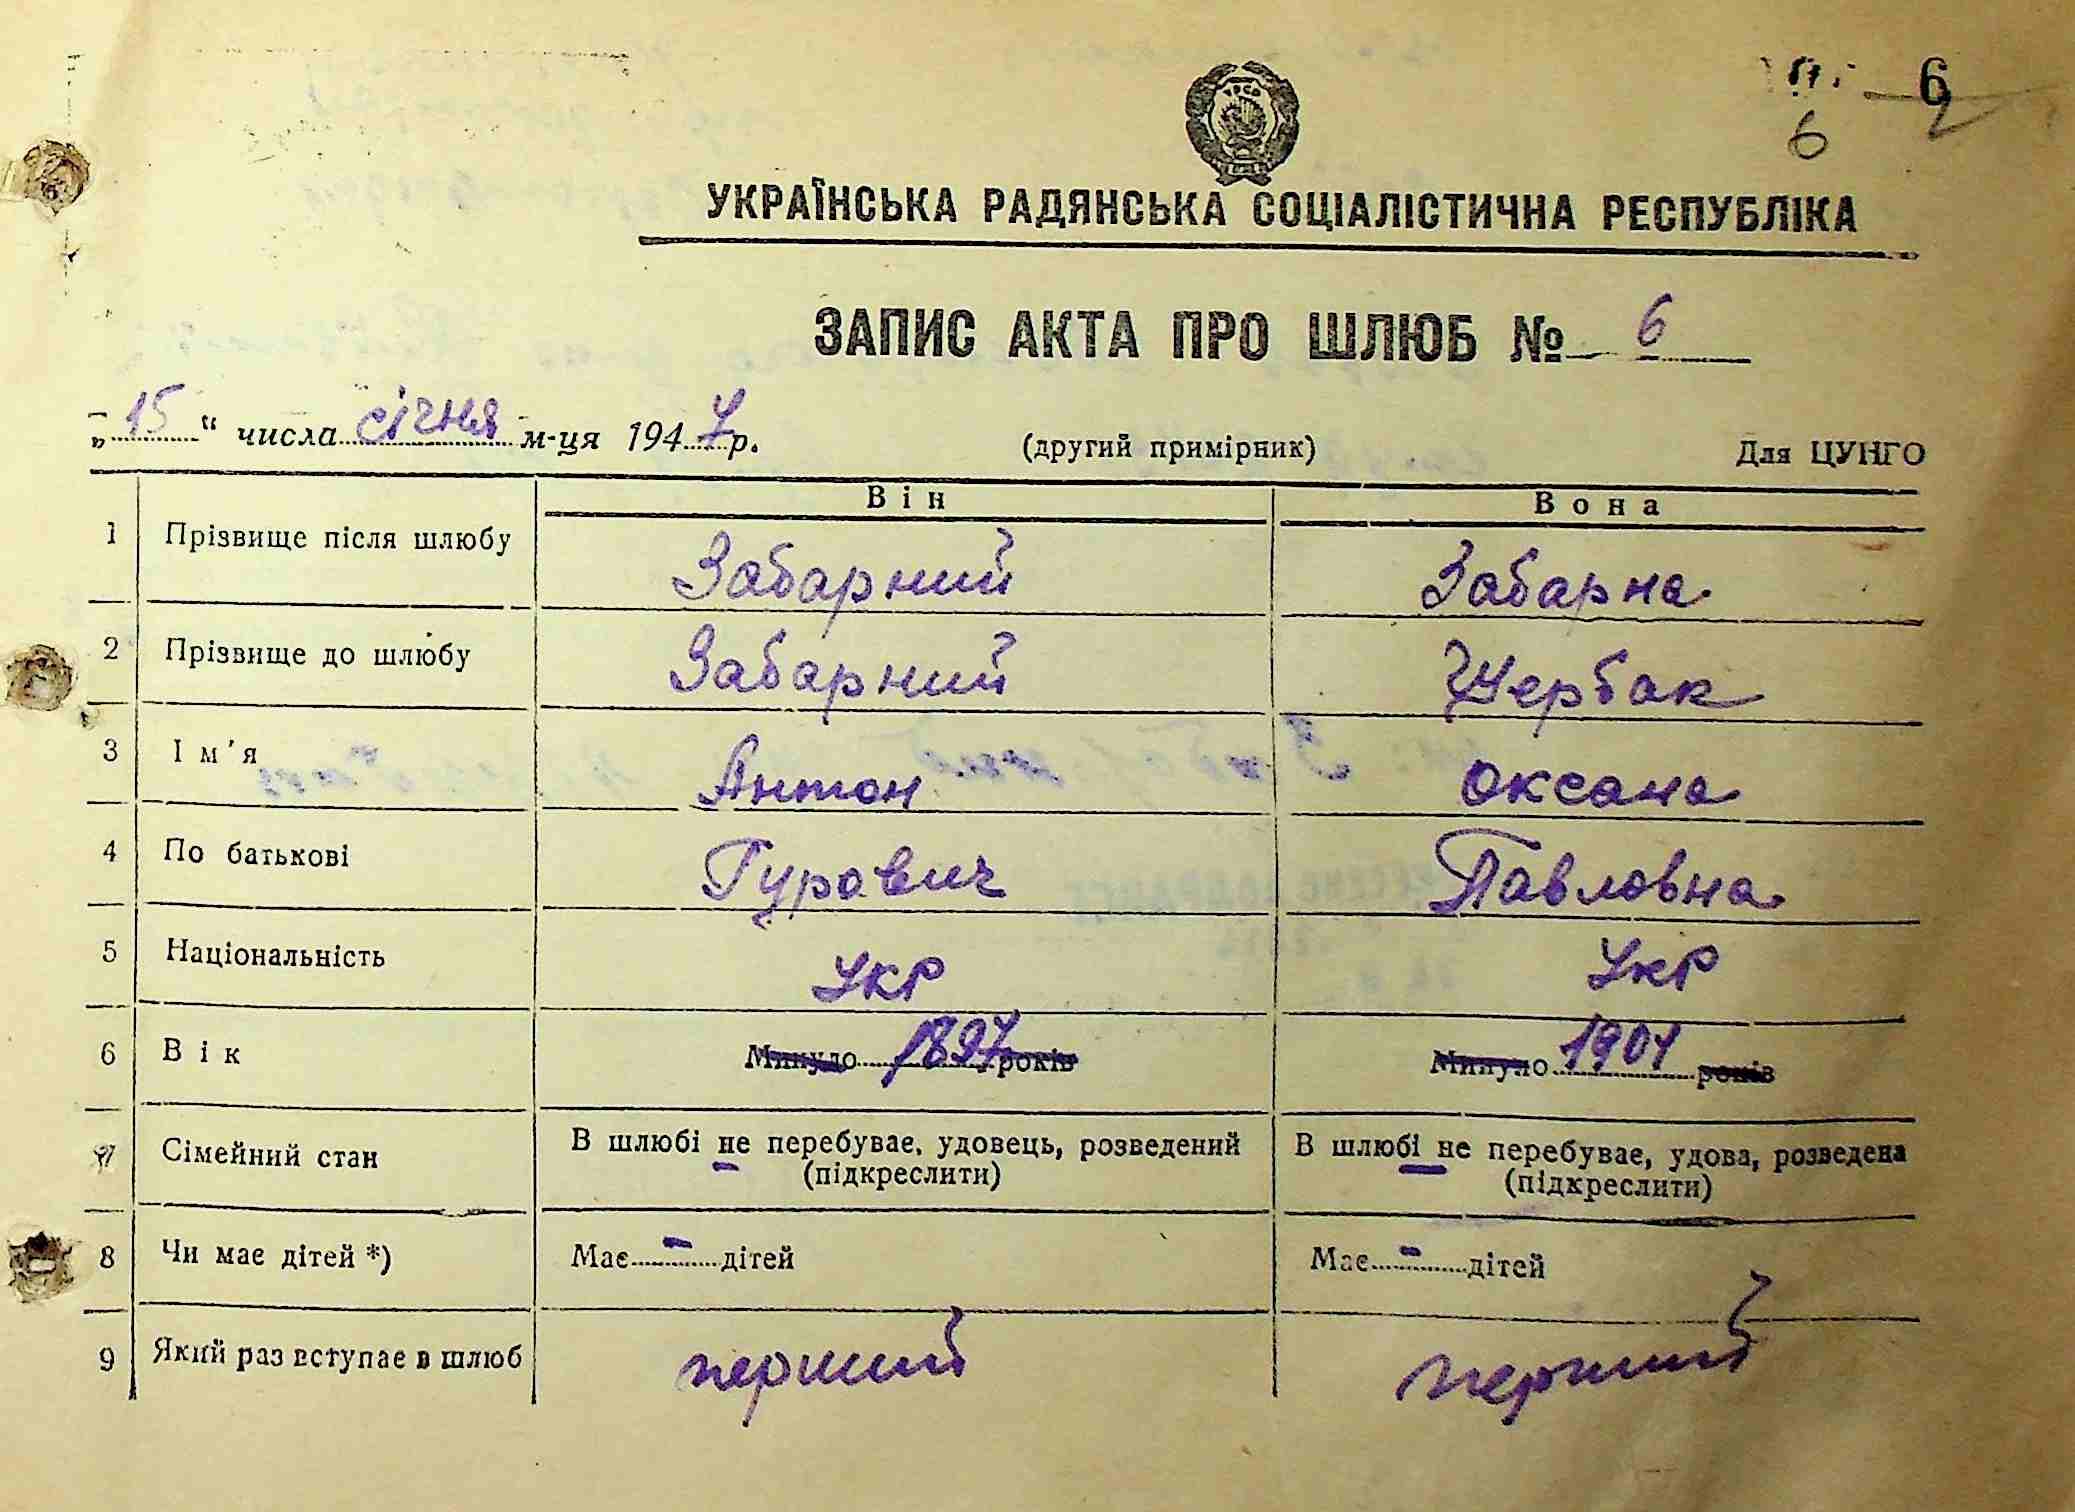 6
6
УРСР
УКРАЇНСЬКА РАДЯНСЬКА СОЦІАЛІСТИЧНА РЕСПУБЛІКА
ЗАПИС АКТА ПРО ШЛЮБ № 6
„15“ числа січня м-ця 1947 р. (другий примірник) Для ЦУНГО
Він Вона
1 Прізвище після шлюбу Забарний Забарна
2 Прізвище до шлюбу Забарний Щербак
3 Ім'я Антон Оксана
4 По батькові Гурович Павловна
5 Національність Укр Укр
6 Вік Минуло 1897 років Минуло 1901 років
7 Сімейний стан В шлюбі не перебуває, удовець, розведений (підкреслити) В шлюбі не перебуває, удова, розведена (підкреслити)
8 Чи має дітей *) Має - дітей Має - дітей
9 Який раз вступає в шлюб перший перший